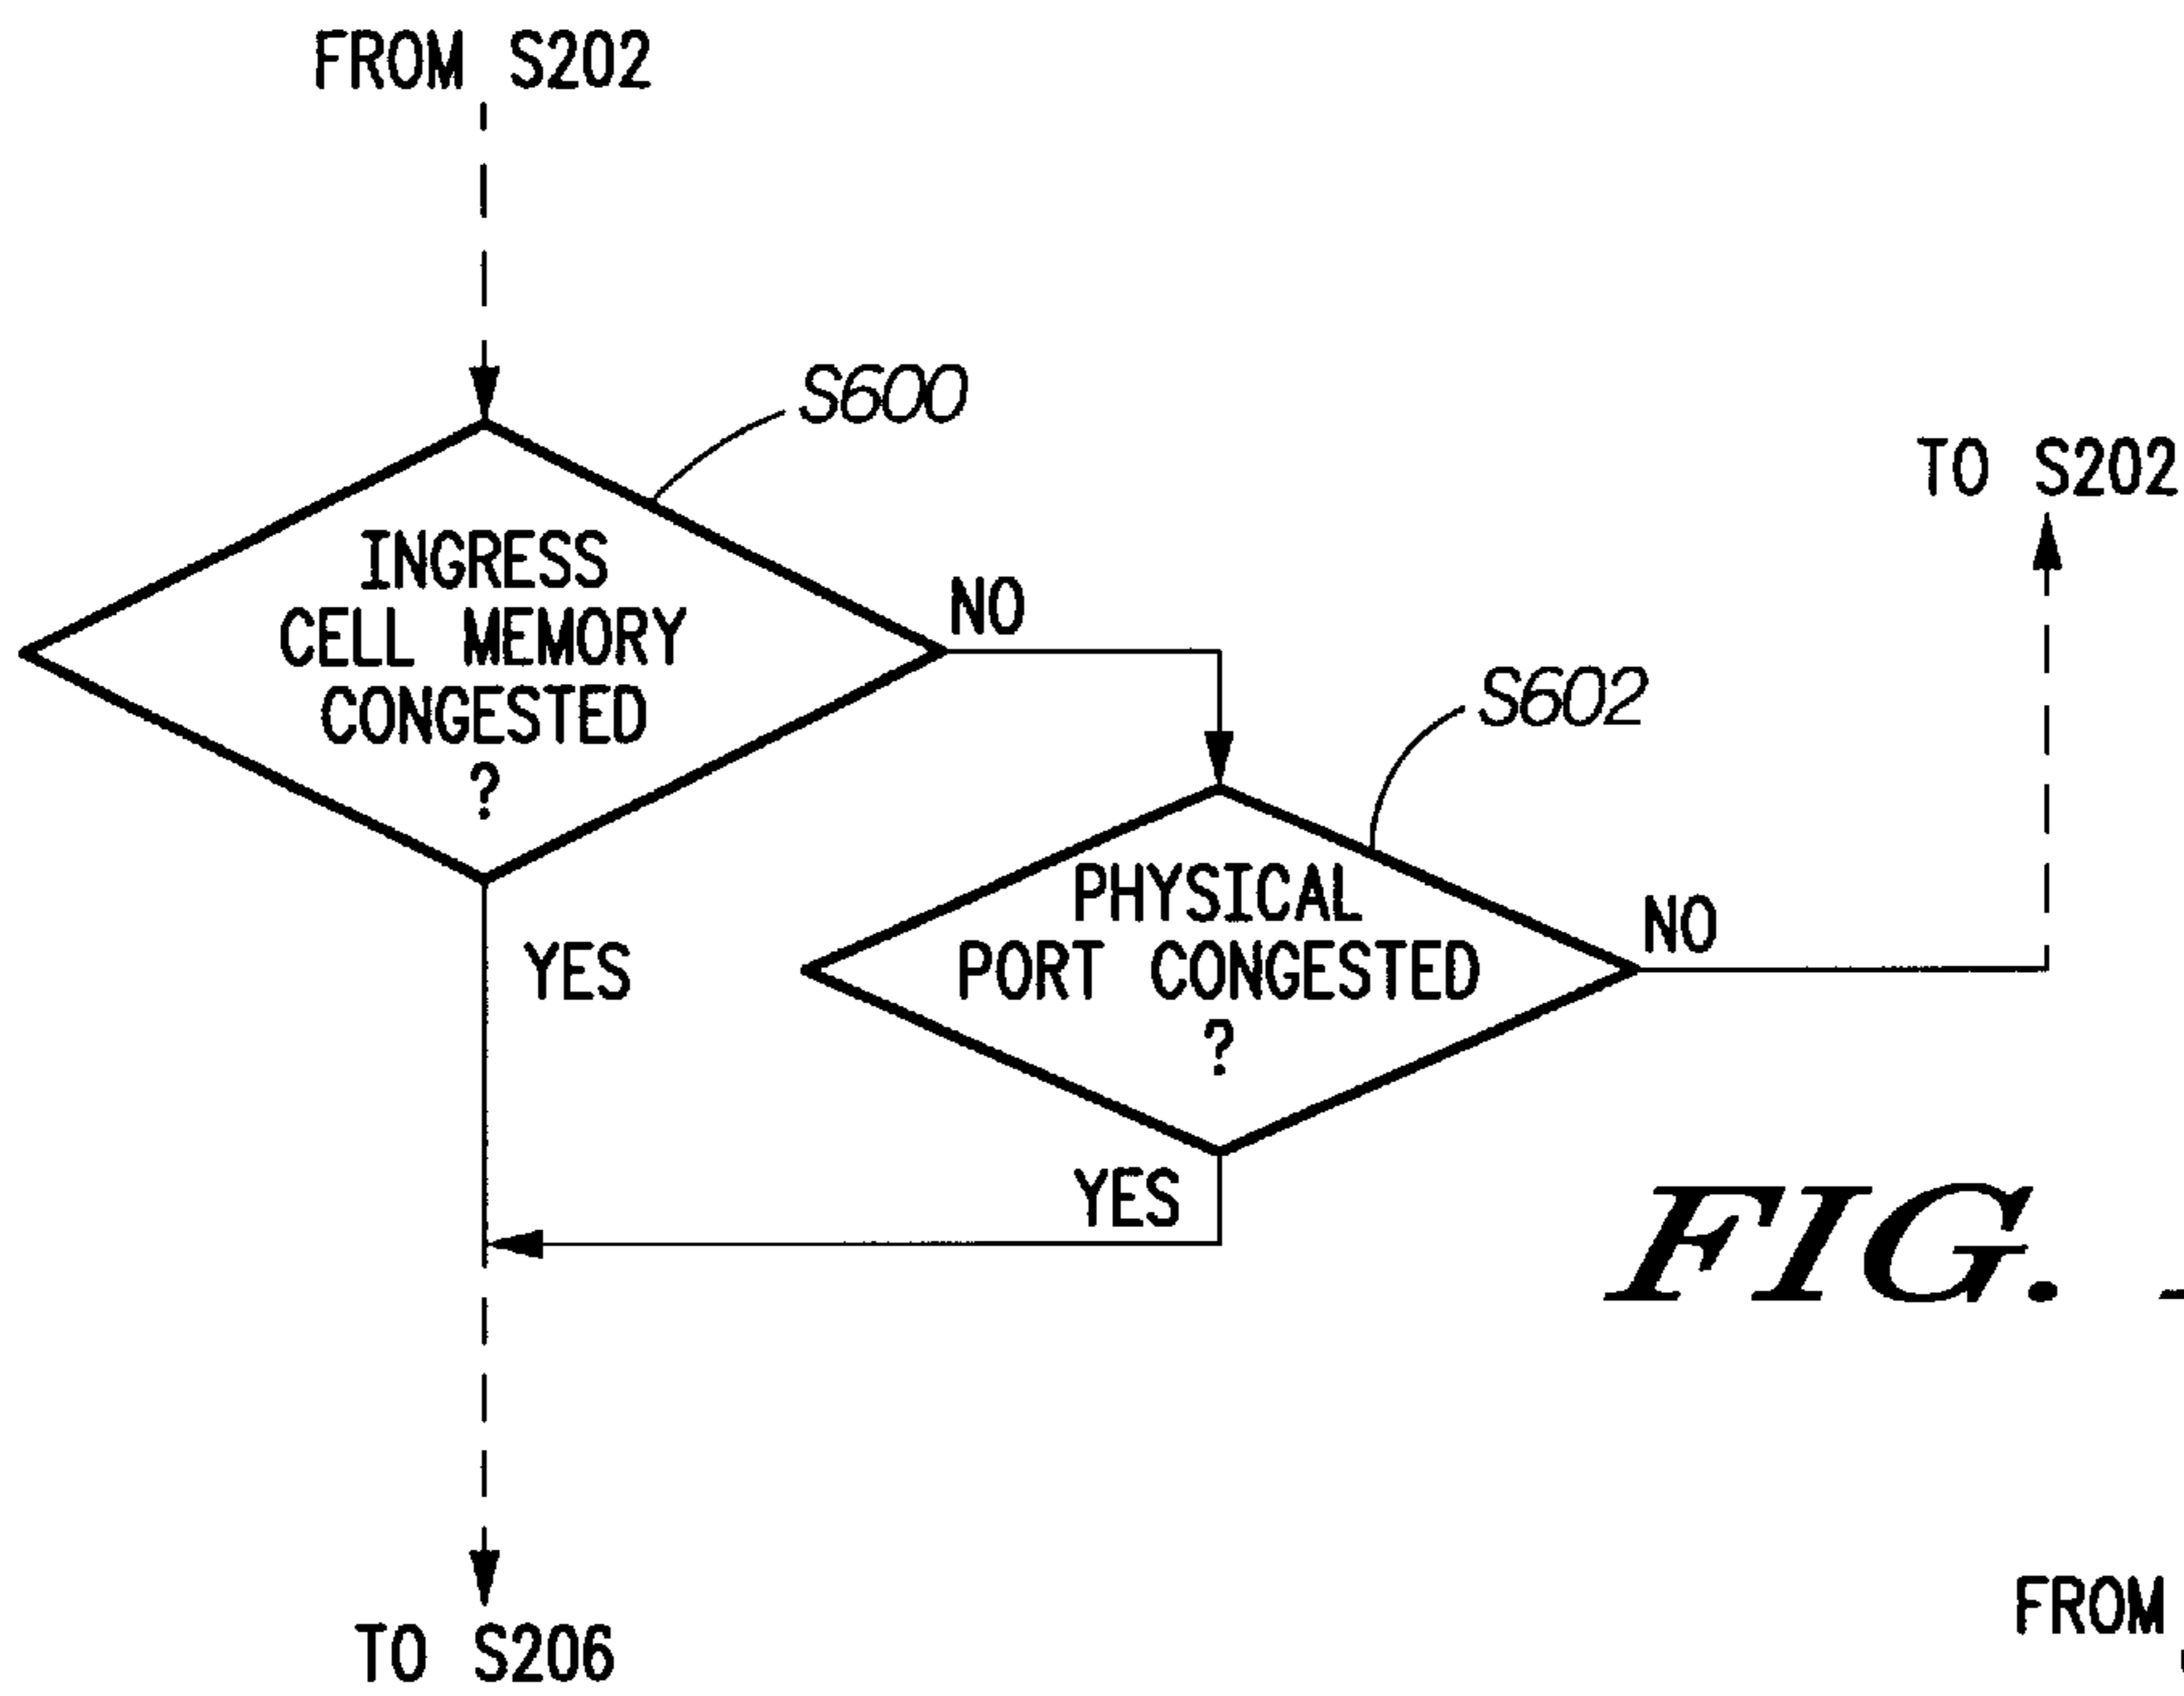 FROM S202
S600
TO S202
INGRESS
CELL MEMORY
CONGESTED
?
NO
S602
PHYSICAL
PORT CONGESTED
?
NO
YES
YES
FIG.
FROM
TO S206